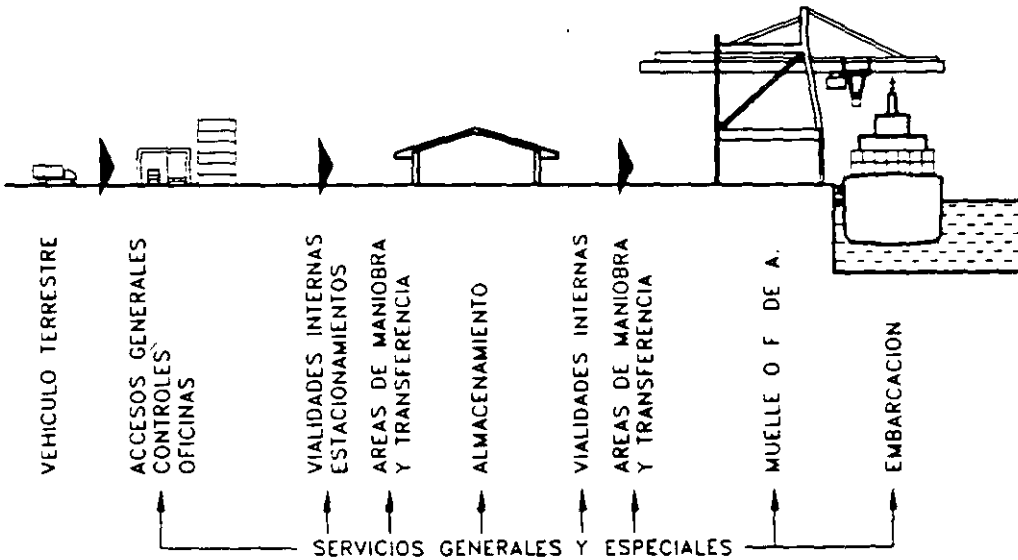 VEHICULO TERRESTRE
ACCESOS GENERALES
CONTROLES
OFICINAS
VIALIDADES INTERNAS
ESTACIONAMIENTOS
AREAS DE MANIOBRA
Y TRANSFERENCIA
ALMACENAMIENTO
VIALIDADES INTERNAS
AREAS DE MANIOBRA
Y TRANSFERENCIA
MUELLE O F DE A.
EMBARCACION
SERVICIOS GENERALES Y ESPECIALES